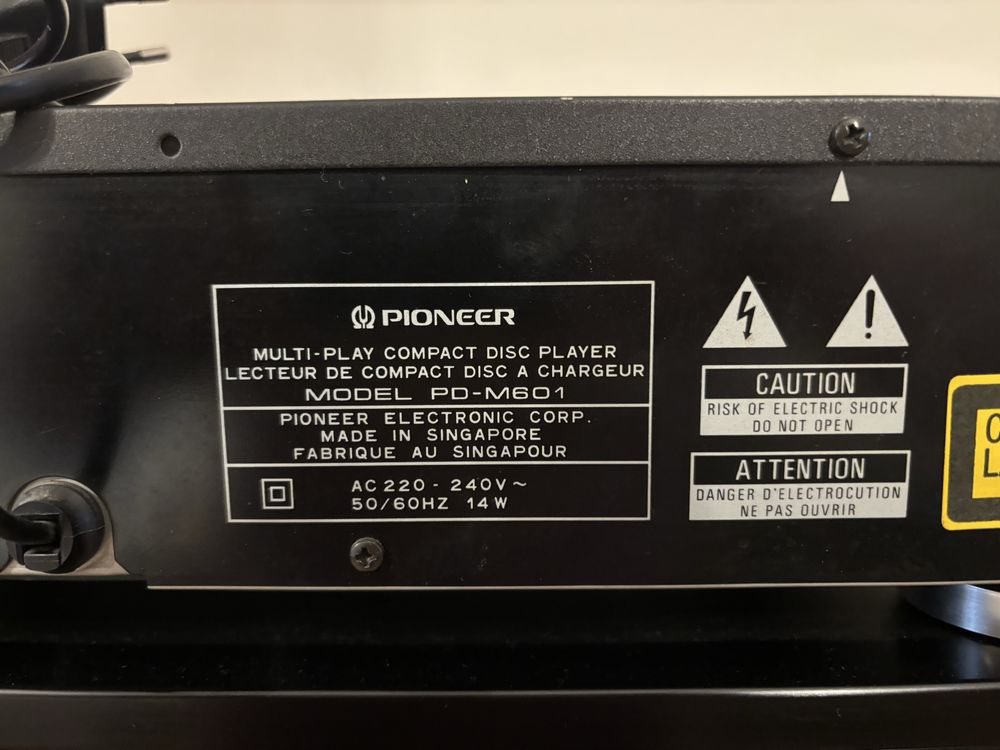 PIONEER
MULTI-PLAY COMPACT DISC PLAYER
LECTEUR DE COMPACT DISC A CHARGEUR
MODEL PD-M601
PIONEER ELECTRONIC CORP.
MADE IN SINGAPORE
FABRIQUE AU SINGAPOUR
AC 220 - 240V ~
50/60HZ 14W
CAUTION
RISK OF ELECTRIC SHOCK
DO NOT OPEN
ATTENTION
DANGER D'ELECTROCUTION
NE PAS OUVRIR